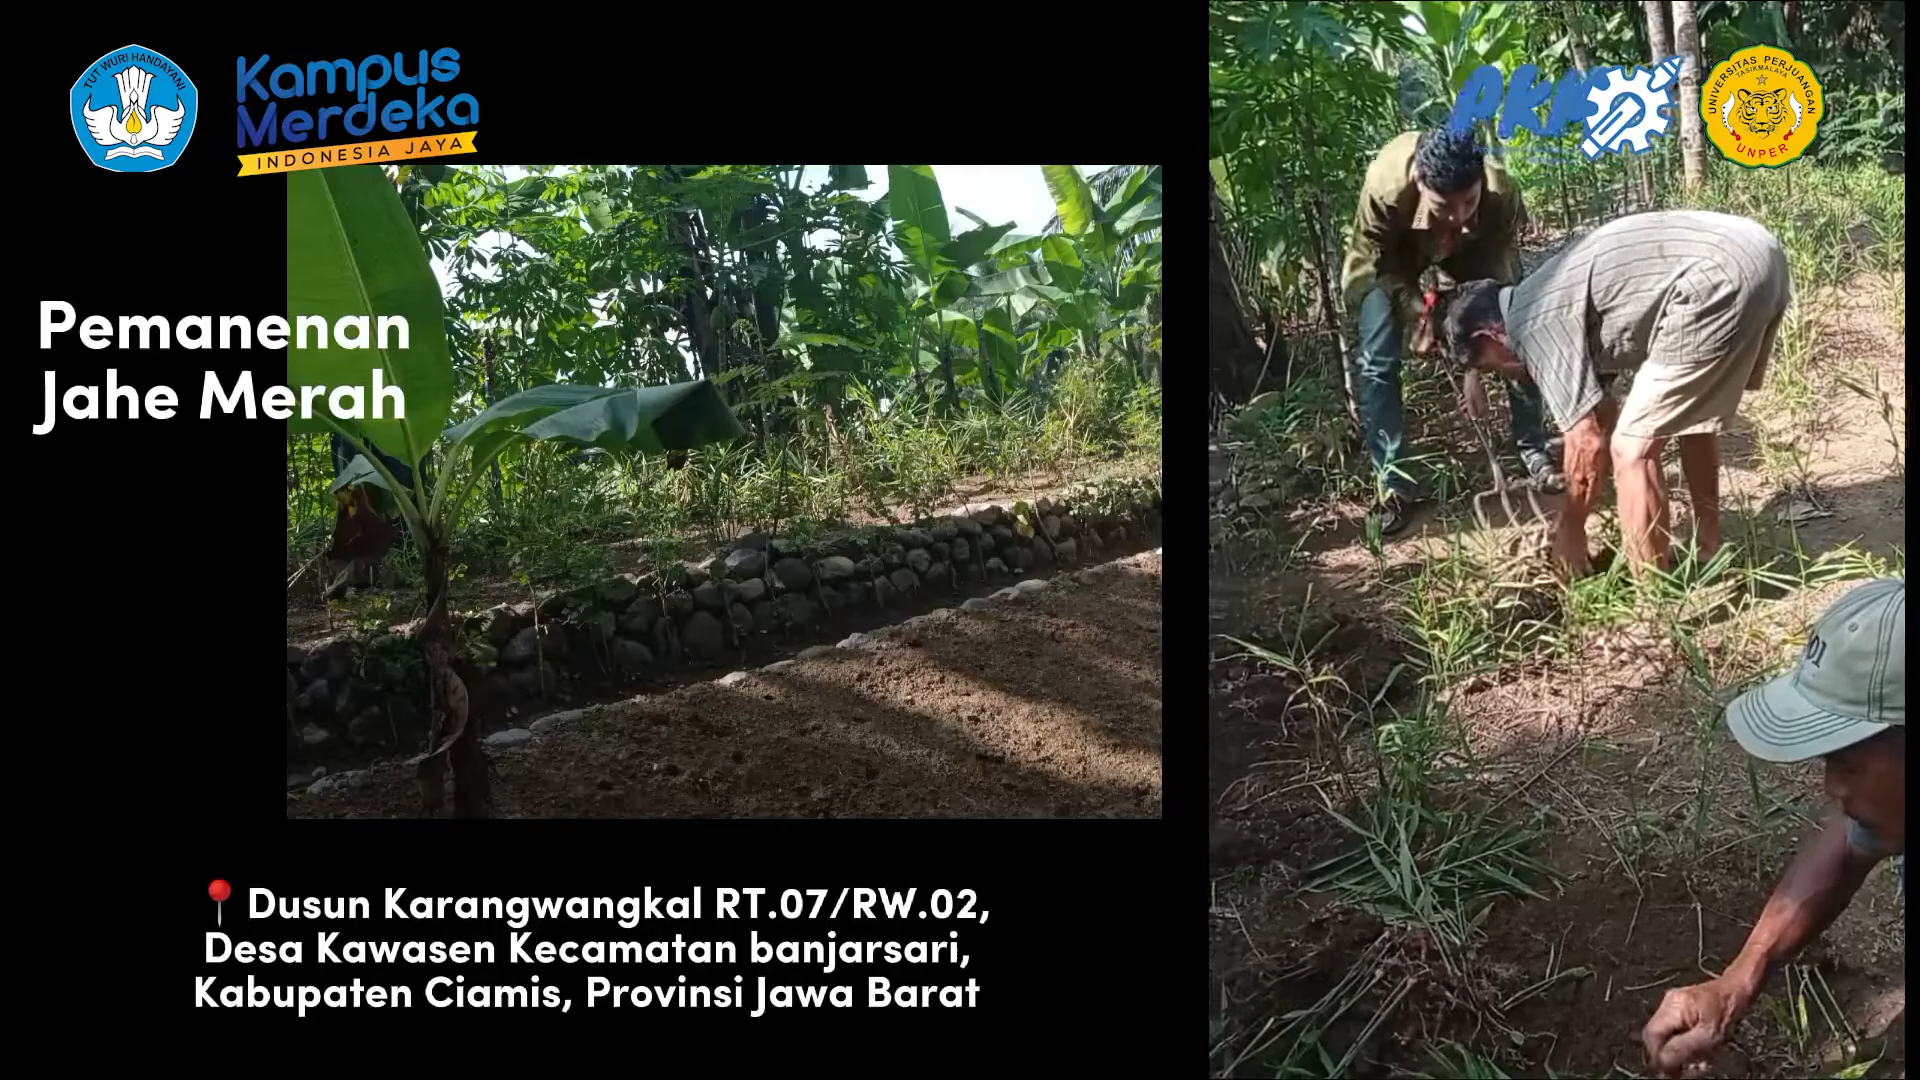 TUT WURI HANDAYANI
Kampus
Merdeka
INDONESIA JAYA
PKM
UNIVERSITAS PERJUANGAN
TASIKMALAYA
UNPER
Pemanenan
Jahe Merah
Dusun Karangwangkal RT.07/RW.02,
Desa Kawasen Kecamatan banjarsari,
Kabupaten Ciamis, Provinsi Jawa Barat